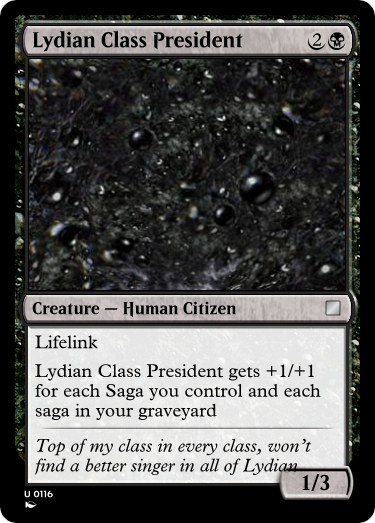 Lydian Class President 2
Creature — Human Citizen
Lifelink
Lydian Class President gets +1/+1
for each Saga you control and each
saga in your graveyard
Top of my class in every class, won't
find a better singer in all of Lydian
1/3
U 0116